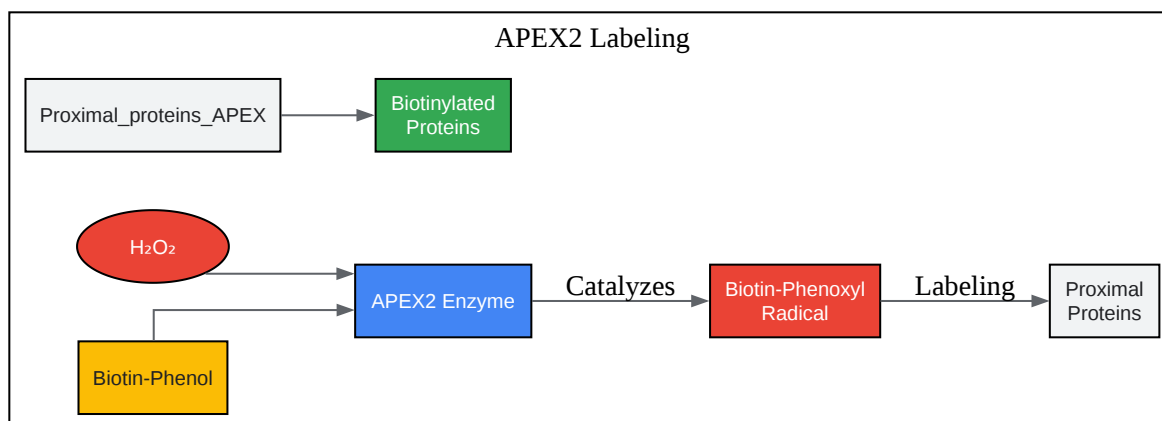 APEX2 Labeling
Proximal_proteins_APEX
Biotinylated
Proteins
H₂O₂
Biotin-Phenol
APEX2 Enzyme
Catalyzes
Biotin-Phenoxyl
Radical
Labeling
Proximal
Proteins